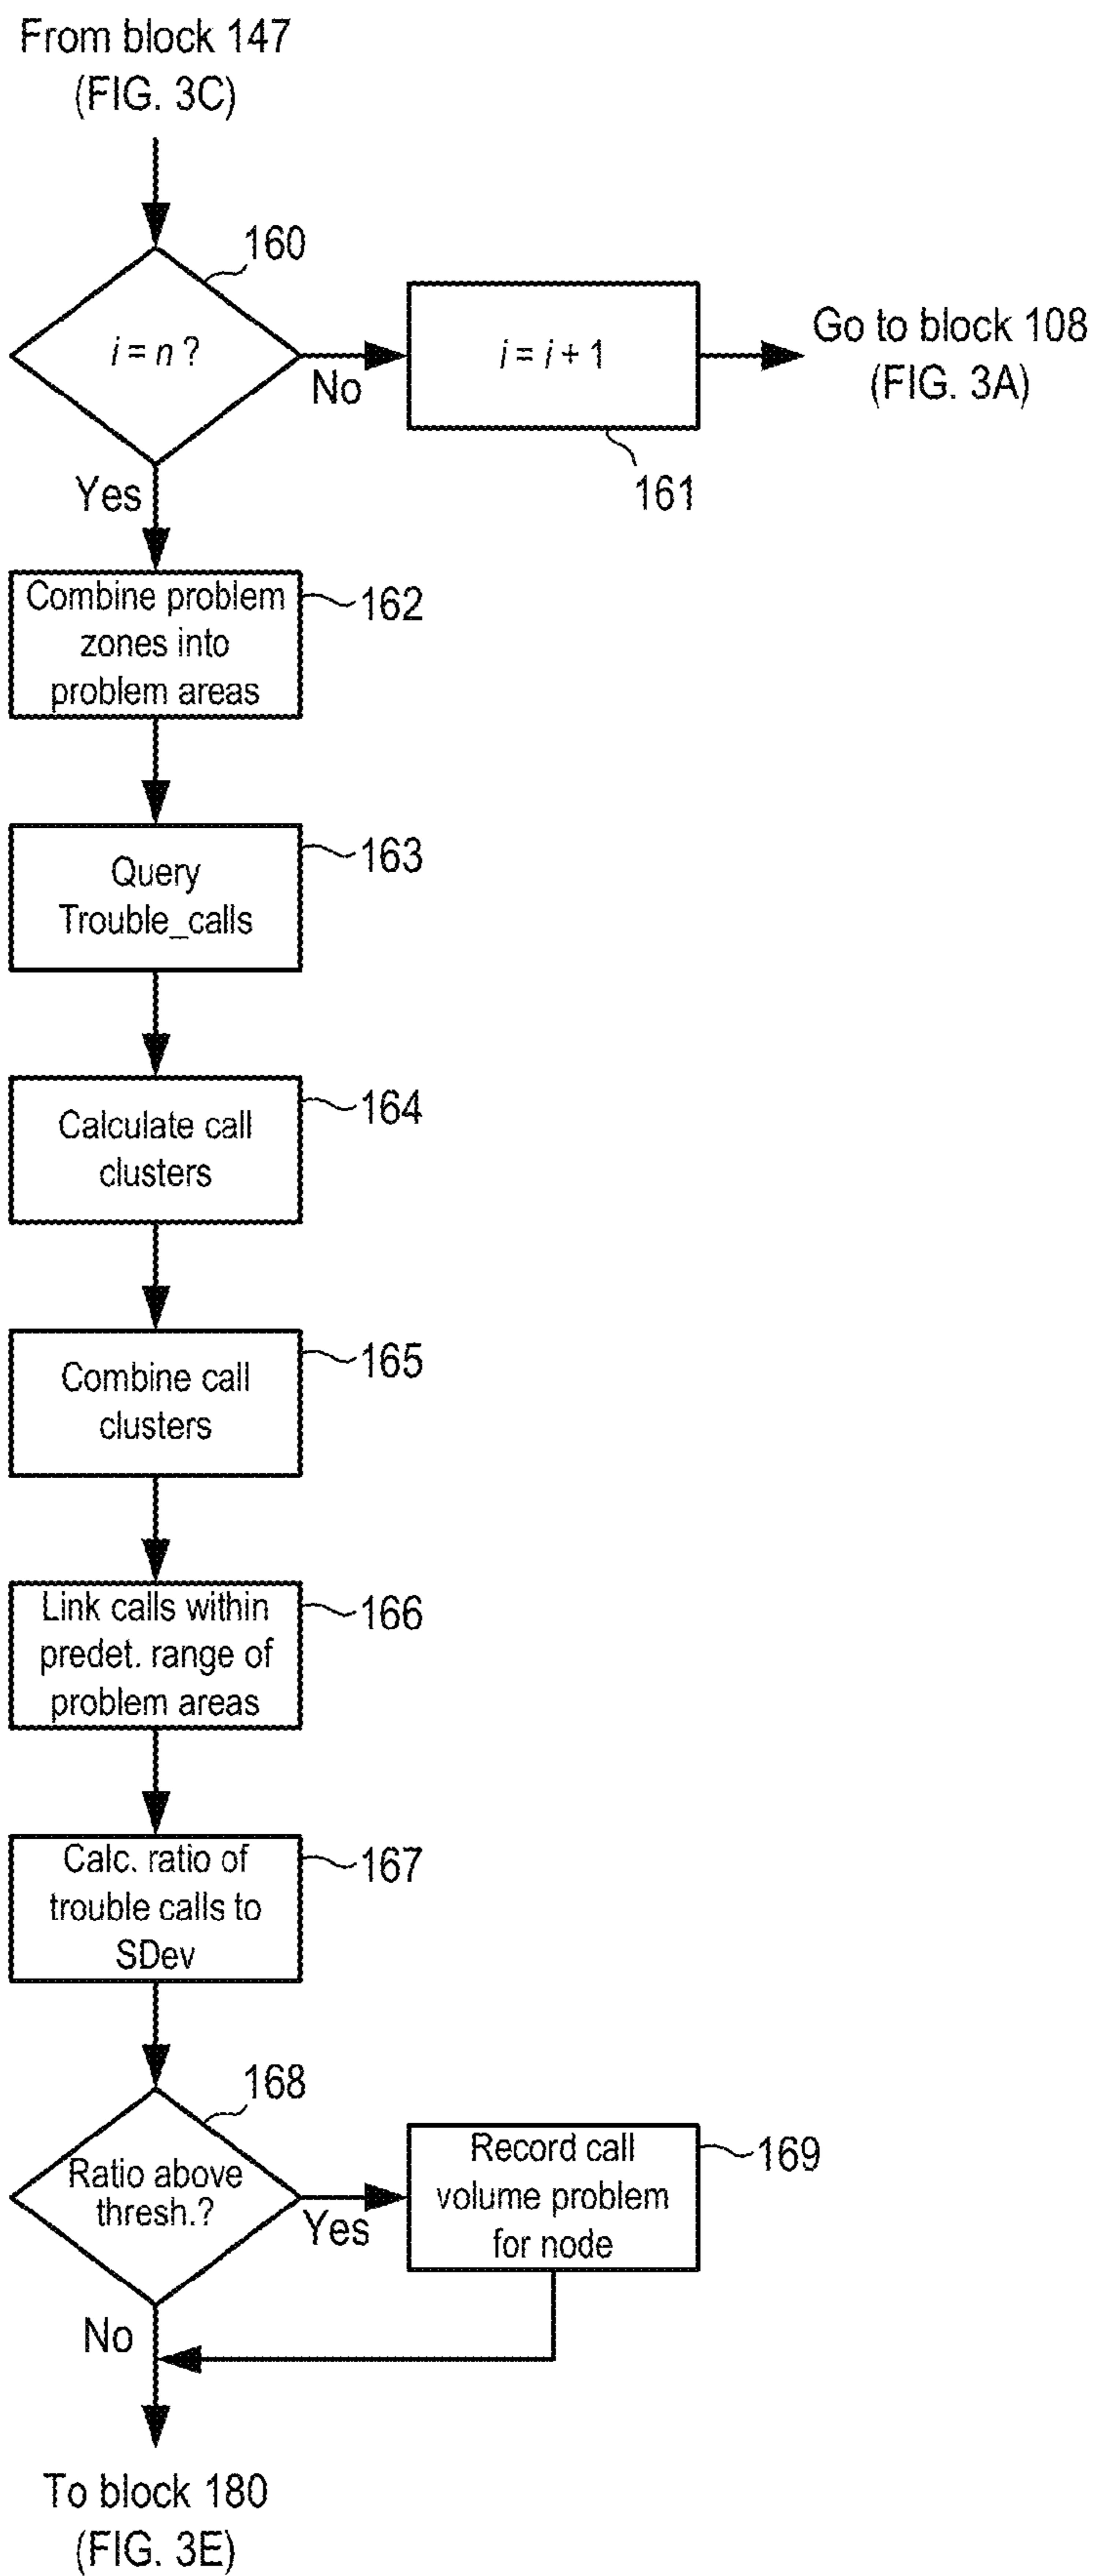 From block 147
(FIG. 3C)
160
i = n ?
No
i = i + 1
161
Go to block 108
(FIG. 3A)
Yes
Combine problem
zones into
problem areas
162
Query
Trouble_calls
163
Calculate call
clusters
164
Combine call
clusters
165
Link calls within
predet. range of
problem areas
166
Calc. ratio of
trouble calls to
SDev
167
168
Ratio above
thresh.?
Yes
Record call
volume problem
for node
169
No
To block 180
(FIG. 3E)